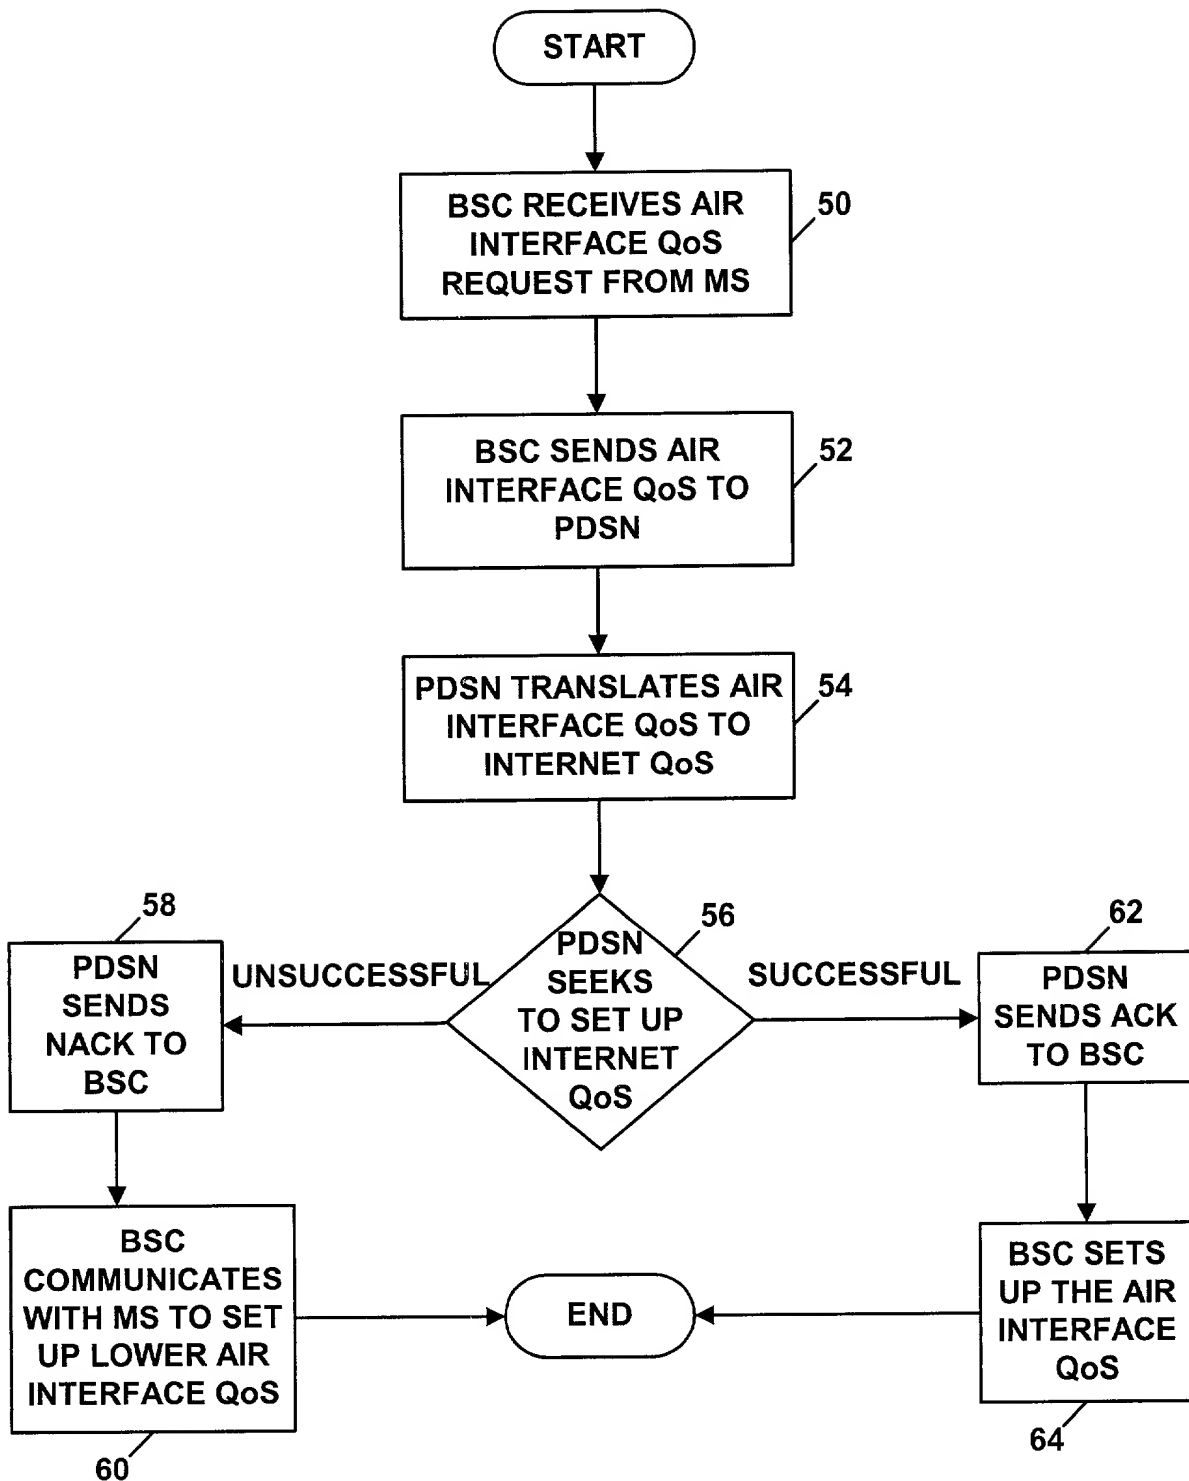 START
BSC RECEIVES AIR
INTERFACE QoS
REQUEST FROM MS
50
BSC SENDS AIR
INTERFACE QoS TO
PDSN
52
PDSN TRANSLATES AIR
INTERFACE QoS TO
INTERNET QoS
54
PDSN
SEEKS
TO SET UP
INTERNET
QoS
56
UNSUCCESSFUL
58
PDSN
SENDS
NACK TO
BSC
SUCCESSFUL
62
PDSN
SENDS ACK
TO BSC
BSC
COMMUNICATES
WITH MS TO SET
UP LOWER AIR
INTERFACE QoS
60
END
BSC SETS
UP THE AIR
INTERFACE
QoS
64